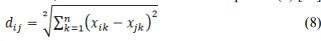 d_{ij} = \sqrt[2]{\sum_{k=1}^{n} (x_{ik} - x_{jk})^2} (8)